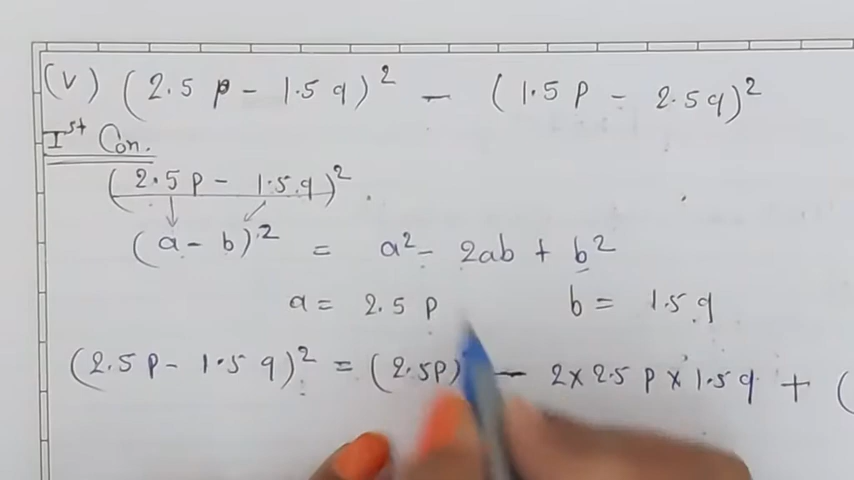 (v) (2.5 p - 1.5 q)² - (1.5 p - 2.5q)²
Iˢᵗ Con.
(2.5 p - 1.5 q)²
(a - b)² = a² - 2ab + b²
a = 2.5 p b = 1.5 q
(2.5 p - 1.5 q)² = (2.5p) - 2 x 2.5 p x 1.5 q + (